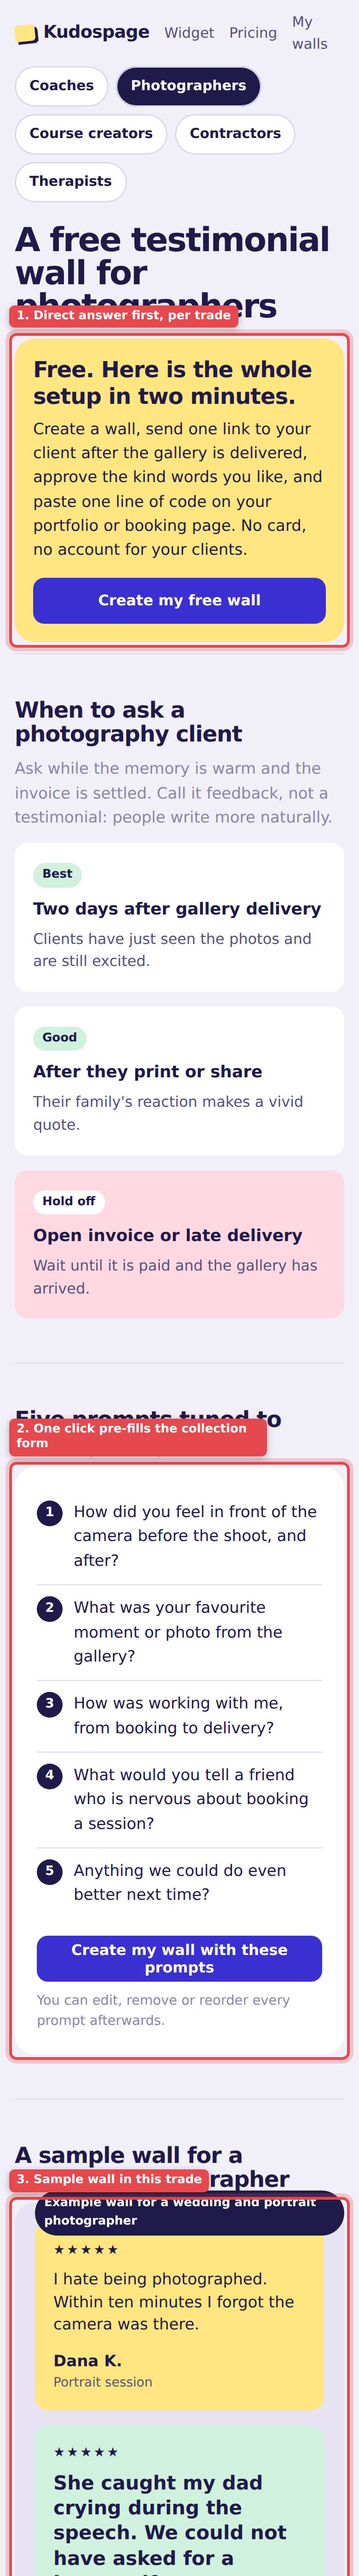 Kudospage
Widget
Pricing
My
walls
Coaches
Photographers
Course creators
Contractors
Therapists
A free testimonial
wall for
photographers
1. Direct answer first, per trade
Free. Here is the whole
setup in two minutes.
Create a wall, send one link to your
client after the gallery is delivered,
approve the kind words you like, and
paste one line of code on your
portfolio or booking page. No card,
no account for your clients.
Create my free wall
When to ask a
photography client
Ask while the memory is warm and the
invoice is settled. Call it feedback, not a
testimonial: people write more naturally.
Best
Two days after gallery delivery
Clients have just seen the photos and
are still excited.
Good
After they print or share
Their family's reaction makes a vivid
quote.
Hold off
Open invoice or late delivery
Wait until it is paid and the gallery has
arrived.
Five prompts tuned to
2. One click pre-fills the collection
form
1 How did you feel in front of the
camera before the shoot, and
after?
2 What was your favourite
moment or photo from the
gallery?
3 How was working with me,
from booking to delivery?
4 What would you tell a friend
who is nervous about booking
a session?
5 Anything we could do even
better next time?
Create my wall with these
prompts
You can edit, remove or reorder every
prompt afterwards.
A sample wall for a
3. Sample wall in this trade
Example wall for a wedding and portrait
photographer
★★★★★
I hate being photographed.
Within ten minutes I forgot the
camera was there.
Dana K.
Portrait session
★★★★★
She caught my dad
crying during the
speech. We could not
have asked for a